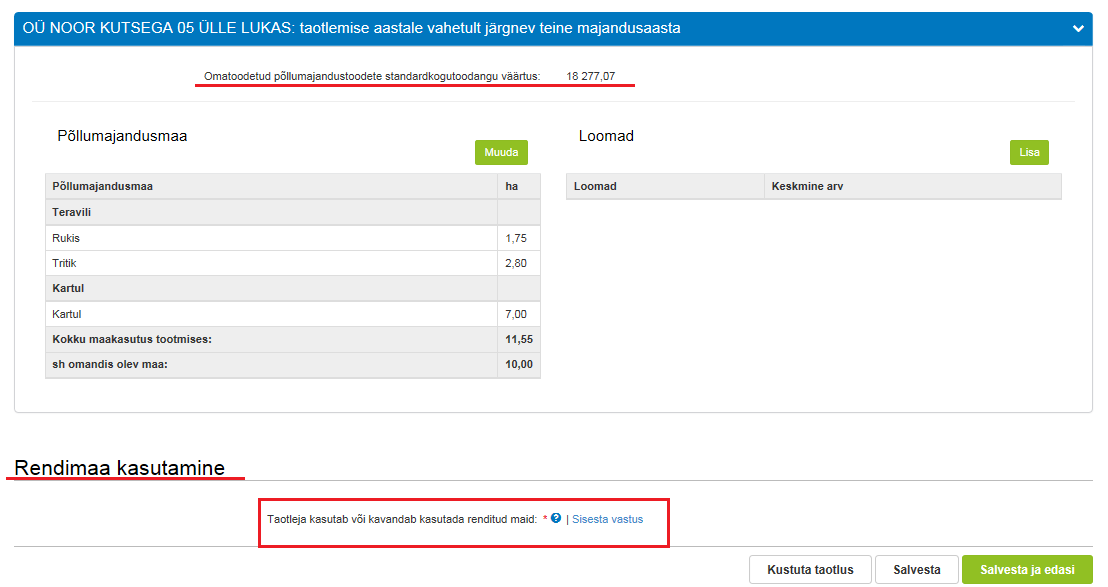 OÜ NOOR KUTSEGA 05 ÜLLE LUKAS: taotlemise aastale vahetult järgnev teine majandusaasta
Omatoodetud põllumajandustoodete standardkogutoodangu väärtus: 18 277,07
Põllumajandusmaa
Muuda
Põllumajandusmaa ha
Teravili
Rukis 1,75
Tritik 2,80
Kartul
Kartul 7,00
Kokku maakasutus tootmises: 11,55
sh omandis olev maa: 10,00
Loomad
Lisa
Loomad Keskmine arv
Rendimaa kasutamine
Taotleja kasutab või kavandab kasutada renditud maid: * ? | Sisesta vastus
Kustuta taotlus Salvesta Salvesta ja edasi